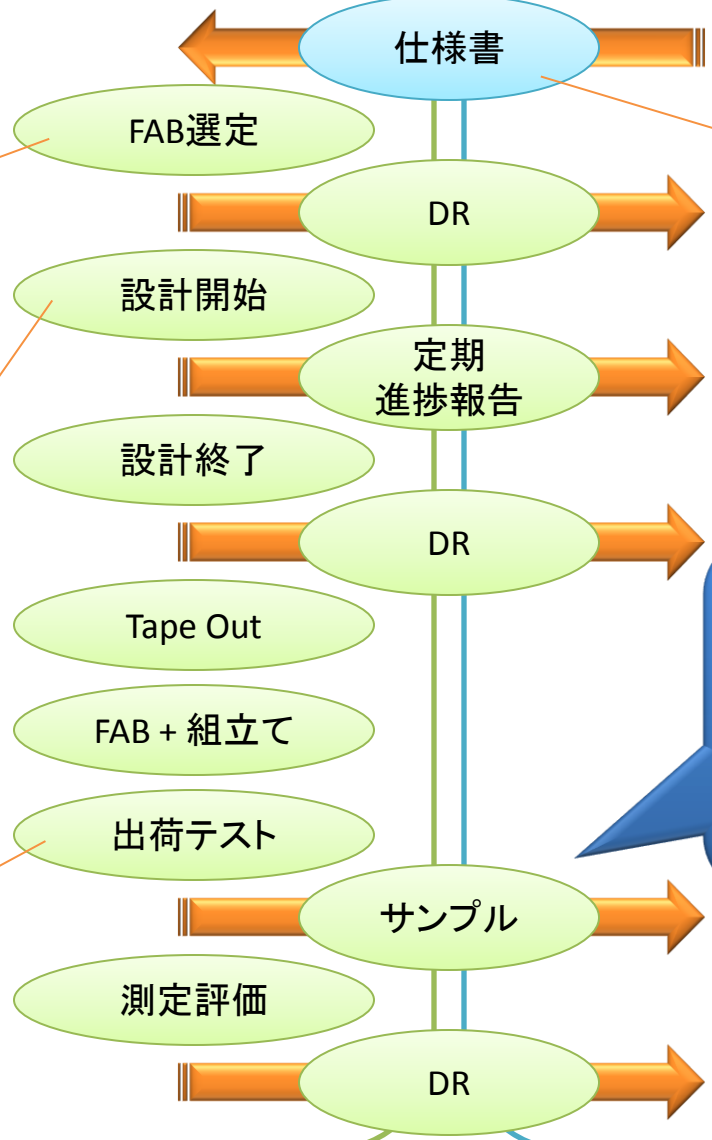 仕様書
FAB選定
DR
設計開始
定期
進捗報告
設計終了
DR
Tape Out
FAB + 組立て
出荷テスト
サンプル
測定評価
DR